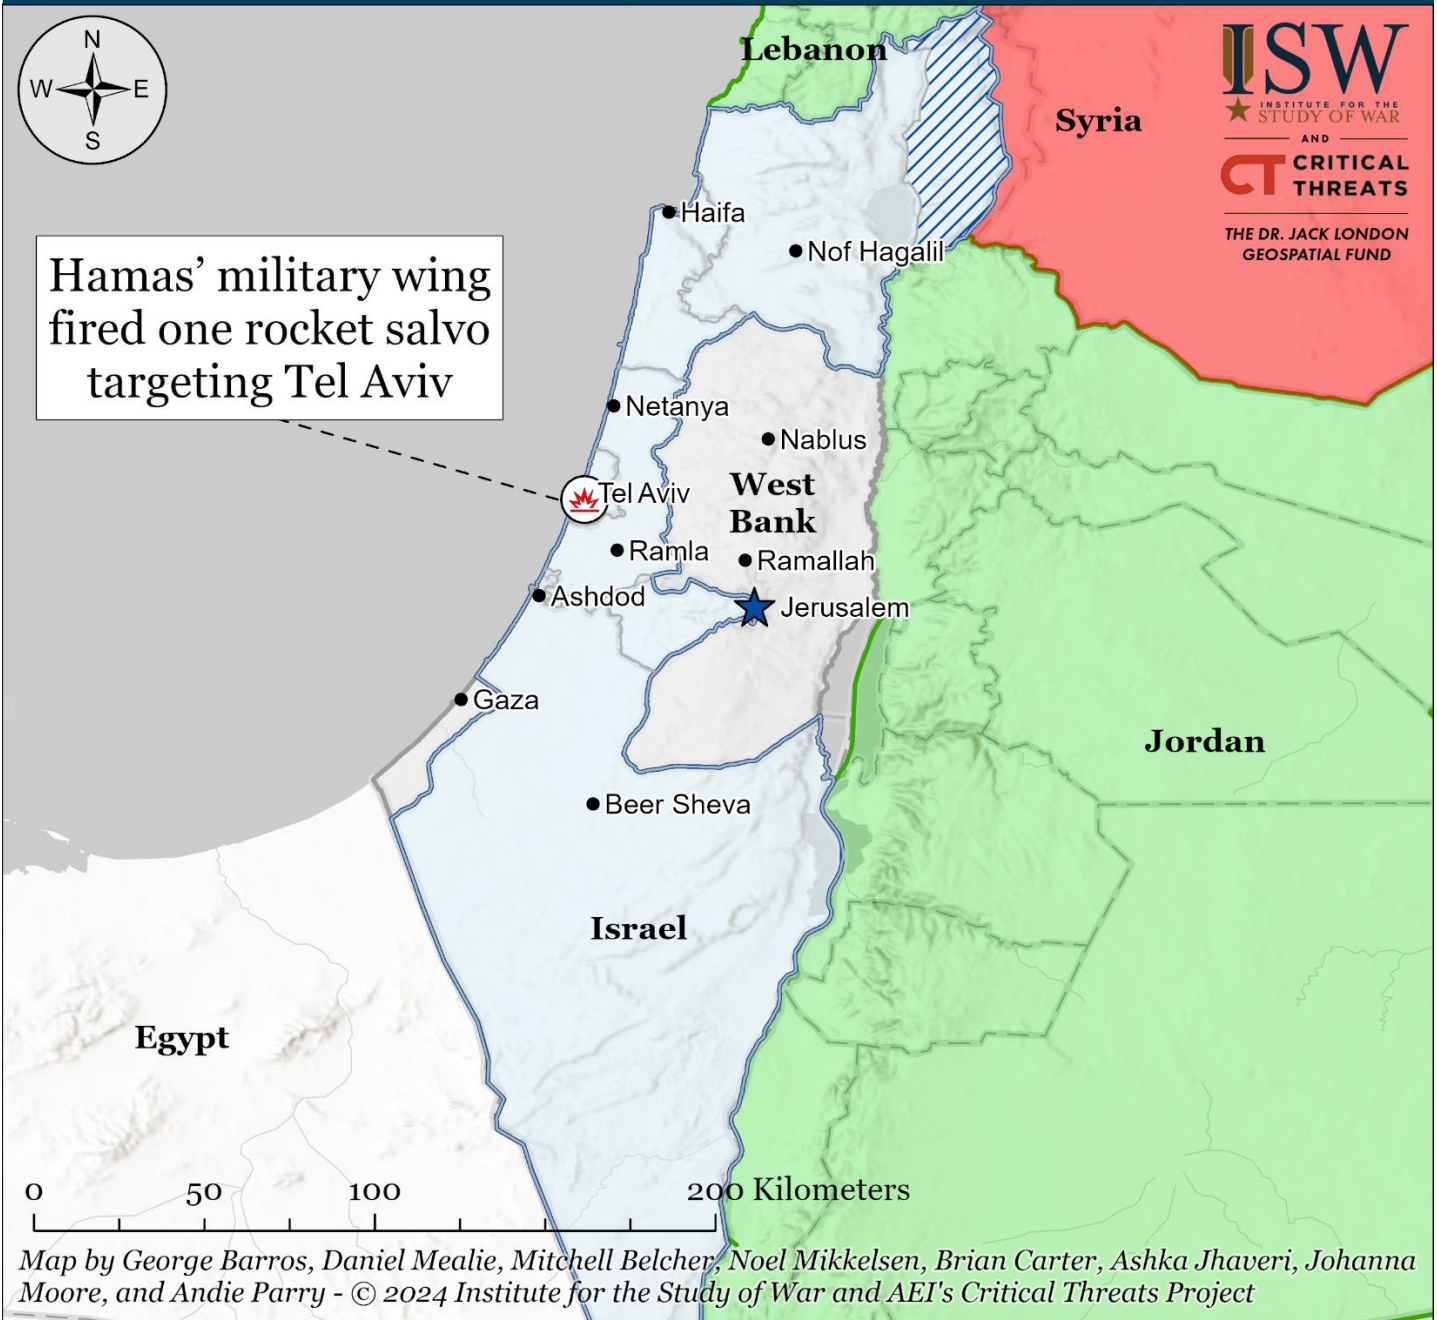 N
W E
S
Lebanon
Syria
ISW
INSTITUTE FOR THE
STUDY OF WAR
AND
CT CRITICAL
THREATS
THE DR. JACK LONDON
GEOSPATIAL FUND
Haifa
Nof Hagalil
Hamas’ military wing
fired one rocket salvo
targeting Tel Aviv
Netanya
Nablus
Tel Aviv
West
Bank
Ramla
Ramallah
Ashdod
Jerusalem
Gaza
Jordan
Beer Sheva
Israel
Egypt
0 50 100 200 Kilometers
Map by George Barros, Daniel Mealie, Mitchell Belcher, Noel Mikkelsen, Brian Carter, Ashka Jhaveri, Johanna
Moore, and Andie Parry - © 2024 Institute for the Study of War and AEI's Critical Threats Project